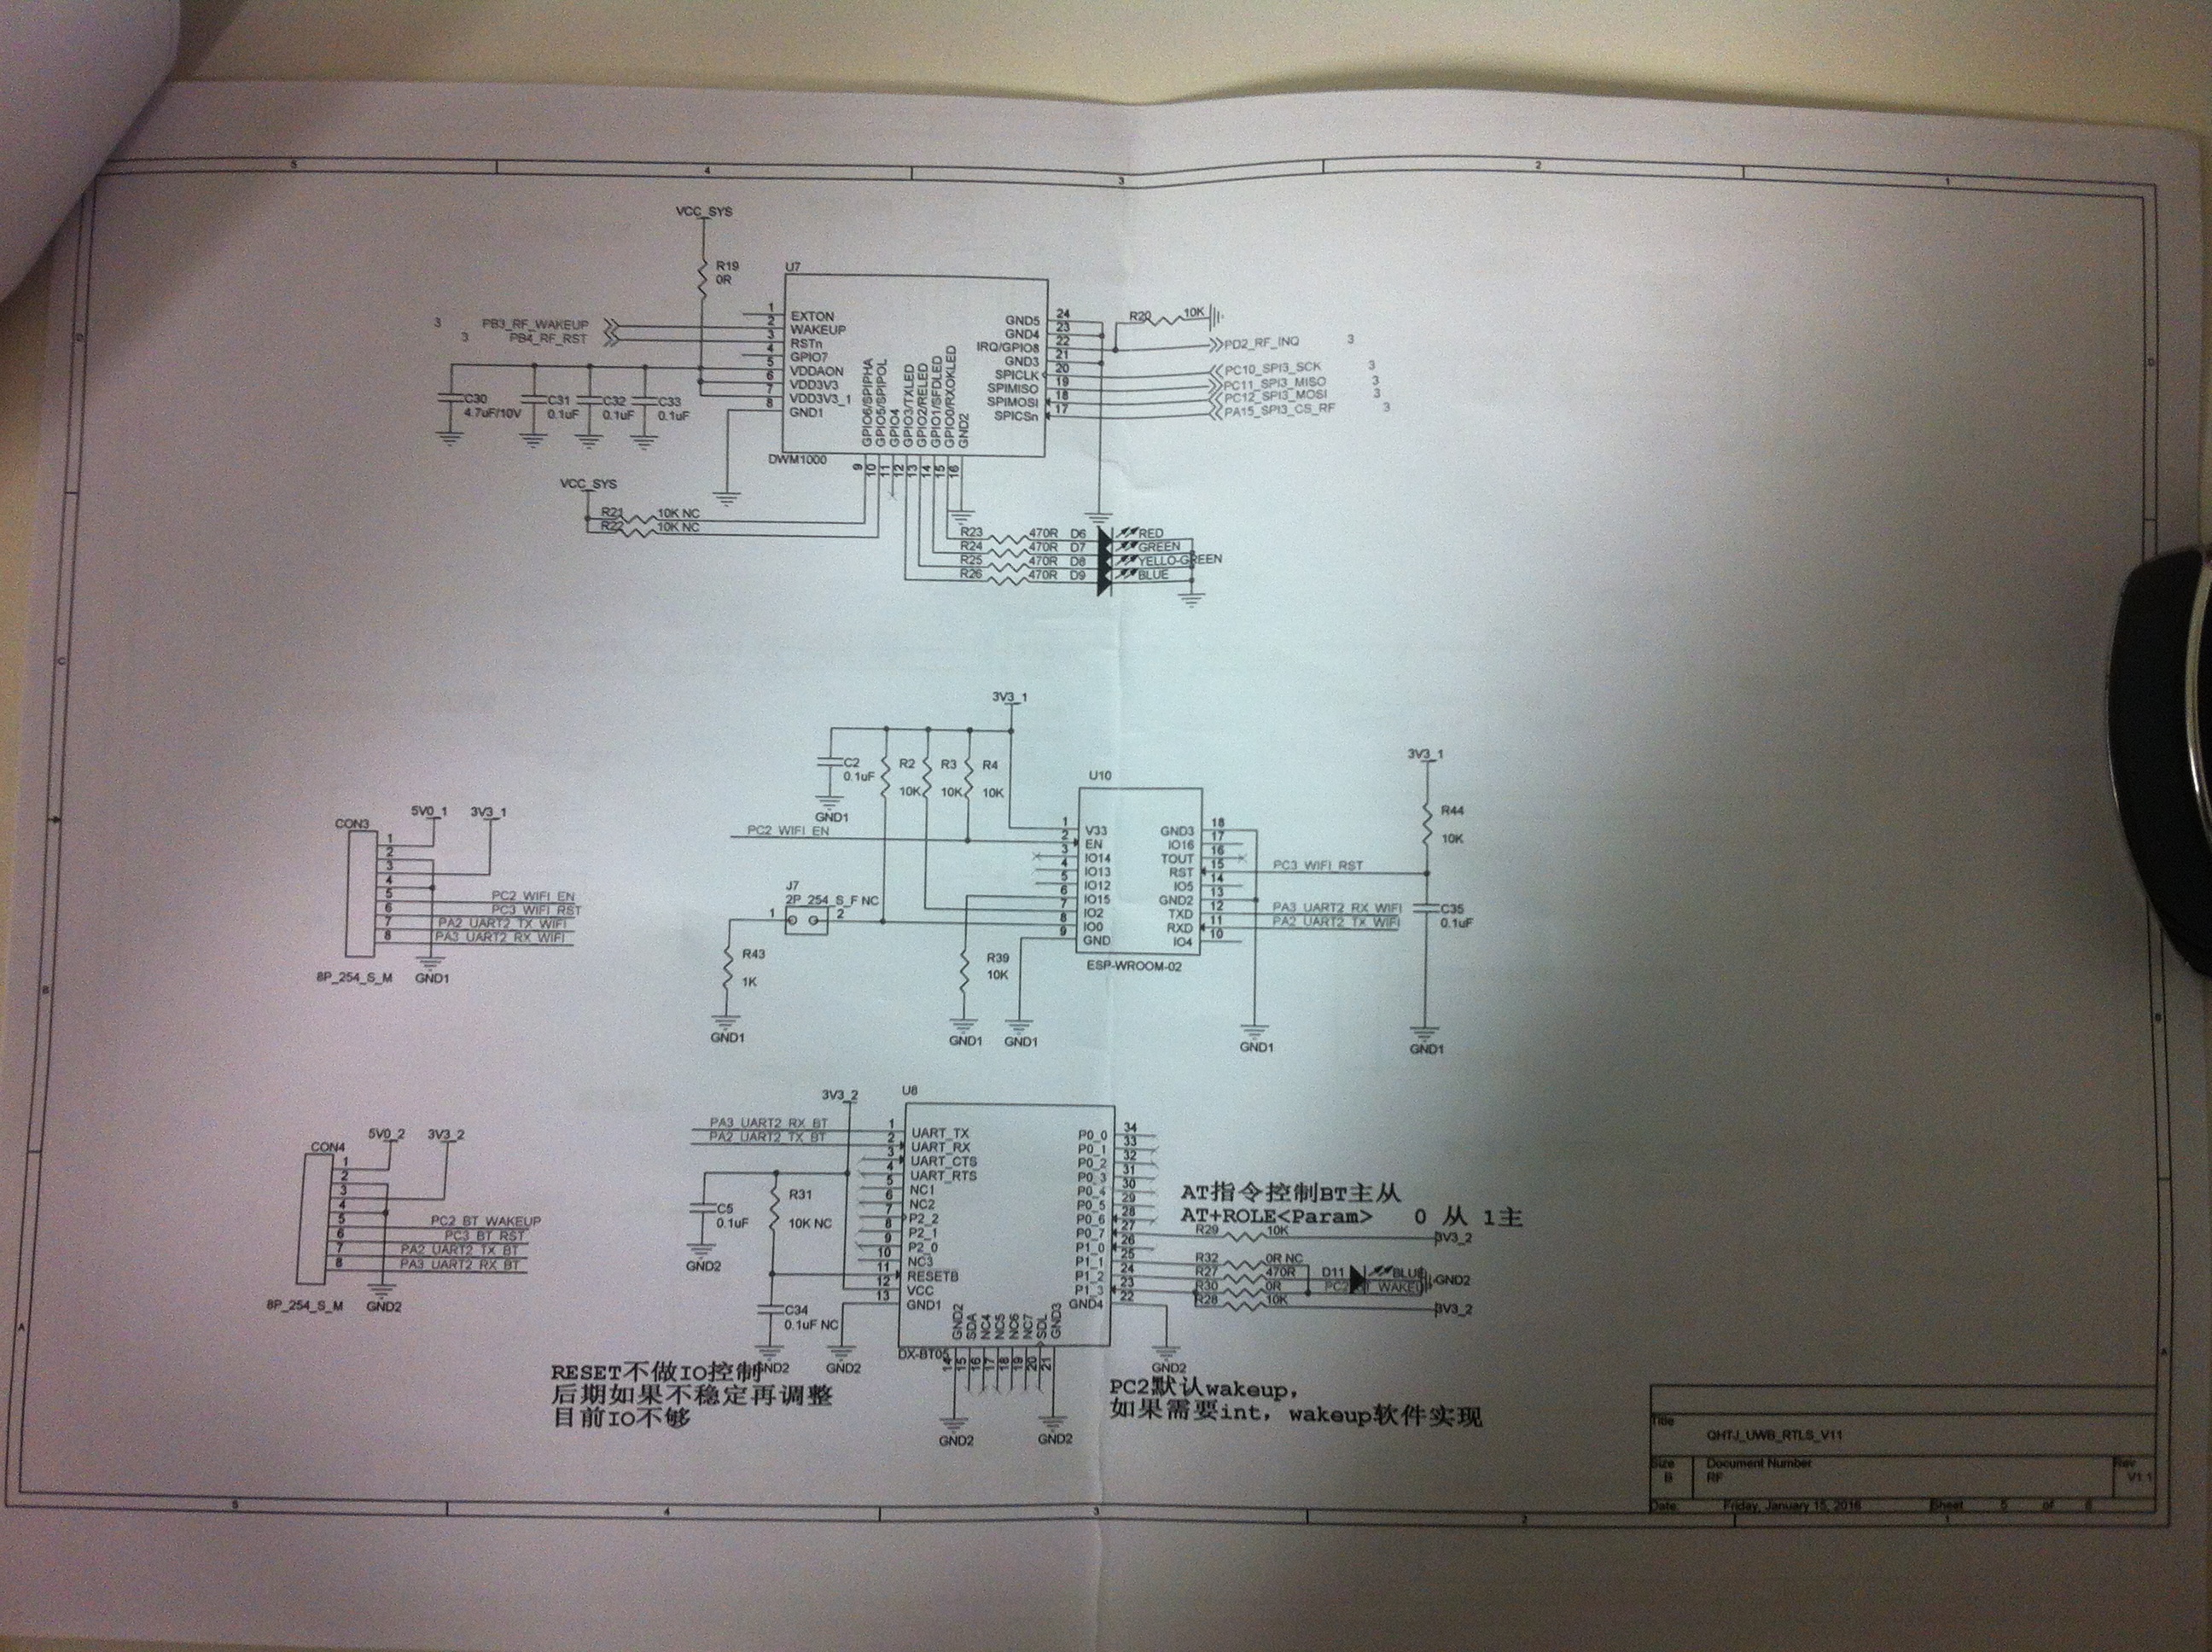 5 4 3 2 1
VCC_SYS
R19
0R
U7
3 PB3_RF_WAKEUP
3 PB4_RF_RST
1 EXTON
2 WAKEUP
3 RSTn
4 GPIO7
5 VDDAON
6 VDD3V3
7 VDD3V3_1
8 GND1
GPIO6/SPIPHA
GPIO5/SPIPOL
GPIO4
GPIO3/TXLED
GPIO2/RELED
GPIO1/SFDLED
GPIO0/RXOKLED
GND2
GND5 24
GND4 23
IRQ/GPIO8 22
GND3 21
SPICLK 20
SPIMISO 19
SPIMOSI 18
SPICSn 17
R20 10K
PD2_RF_INQ 3
PC10_SPI3_SCK 3
PC11_SPI3_MISO 3
PC12_SPI3_MOSI 3
PA15_SPI3_CS_RF 3
C30 C31 C32 C33
4.7uF/10V 0.1uF 0.1uF 0.1uF
DWM1000
9 10 11 12 13 14 15 16
VCC_SYS
R21 10K NC
R22 10K NC
R23 470R D6 RED
R24 470R D7 GREEN
R25 470R D8 YELLO-GREEN
R26 470R D9 BLUE
3V3_1
C2
0.1uF
GND1
R2 R3 R4
10K 10K 10K
PC2_WIFI_EN
U10
1 V33
2 EN
3 IO14
4 IO13
5 IO12
6 IO15
7 IO2
8 IO0
9 GND
GND3 18
IO16 17
TOUT 16
RST 15
IO5 14
GND2 13
TXD 12
RXD 11
IO4 10
ESP-WROOM-02
3V3_1
R44
10K
PC3_WIFI_RST
PA3_UART2_RX_WIFI
PA2_UART2_TX_WIFI
C35
0.1uF
J7
2P_254_S_F NC
1 2
R43
1K
R39
10K
GND1 GND1 GND1 GND1 GND1
CON3
5V0_1 3V3_1
1
2
3
4
5 PC2_WIFI_EN
6 PC3_WIFI_RST
7 PA2_UART2_TX_WIFI
8 PA3_UART2_RX_WIFI
8P_254_S_M GND1
CON4
5V0_2 3V3_2
1
2
3
4
5 PC2_BT_WAKEUP
6 PC3_BT_RST
7 PA2_UART2_TX_BT
8 PA3_UART2_RX_BT
8P_254_S_M GND2
3V3_2
U8
PA3_UART2_RX_BT
PA2_UART2_TX_BT
1 UART_TX
2 UART_RX
3 UART_CTS
4 UART_RTS
5 NC1
6 NC2
7 P2_2
8 P2_1
9 P2_0
10 NC3
11 RESETB
12 VCC
13 GND1
C5
0.1uF
GND2
R31
10K NC
C34
0.1uF NC
GND2 GND2
GND2 SDA NC4 NC5 NC6 NC7 SDL GND3
14 15 16 17 18 19 20 21
DX-BT05
GND2 GND2
P0_0 34
P0_1 33
P0_2 32
P0_3 31
P0_4 30
P0_5 29
P0_6 28
P0_7 27
P1_0 26
P1_1 25
P1_2 24
P1_3 23
GND4 22
AT指令控制BT主从
AT+ROLE<Param> 0 从 1主
R29 10K 3V3_2
R32 0R NC
R27 470R D11 BLUE GND2
R30 0R
R28 10K 3V3_2
GND2
RESET不做IO控制
后期如果不稳定再调整
目前IO不够
PC2默认wakeup,
如果需要int, wakeup软件实现
Title
QHTJ_UWB_RTLS_V11
Size Document Number Rev
B RF V1.1
Date: Friday, January 15, 2016 Sheet 5 of 6
5 4 3 2 1